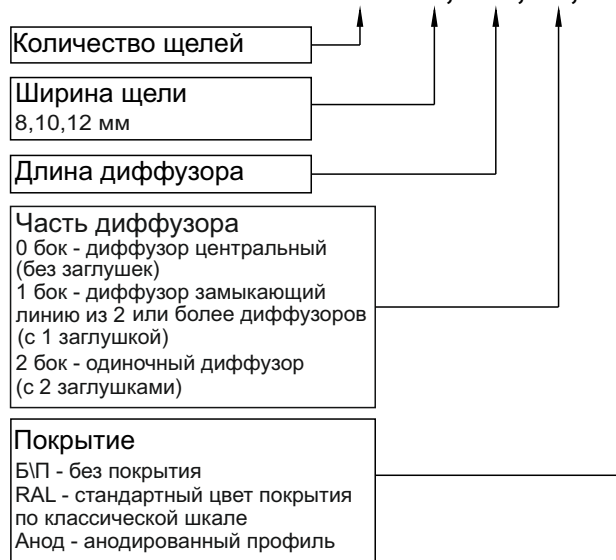 Количество щелей
Ширина щели
8,10,12 мм
Длина диффузора
Часть диффузора
0 бок - диффузор центральный
(без заглушек)
1 бок - диффузор замыкающий
линию из 2 или более диффузоров
(с 1 заглушкой)
2 бок - одиночный диффузор
(с 2 заглушками)
Покрытие
Б\П - без покрытия
RAL - стандартный цвет покрытия
по классической шкале
Анод - анодированный профиль